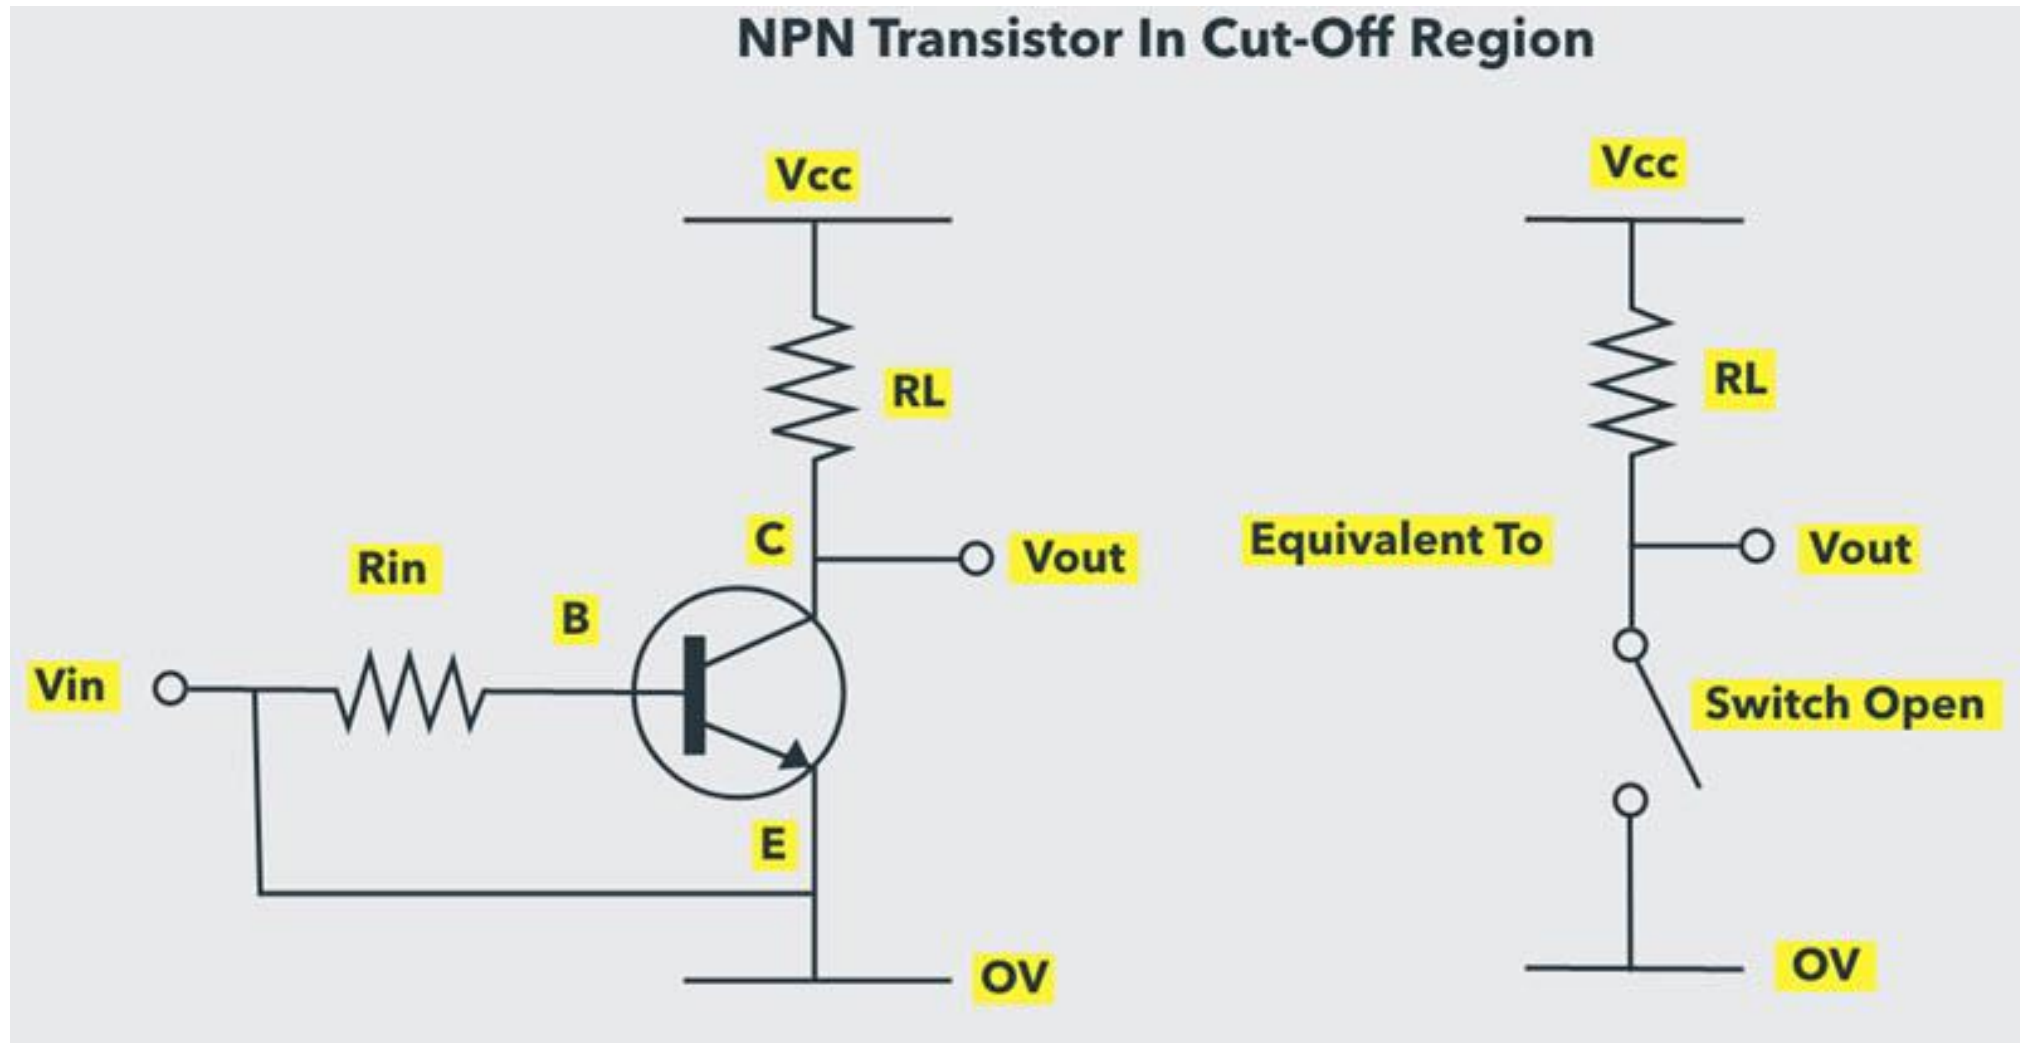 NPN Transistor In Cut-Off Region
Vcc
RL
C
Vout
Rin
B
Vin
E
OV
Equivalent To
Vcc
RL
Vout
Switch Open
OV